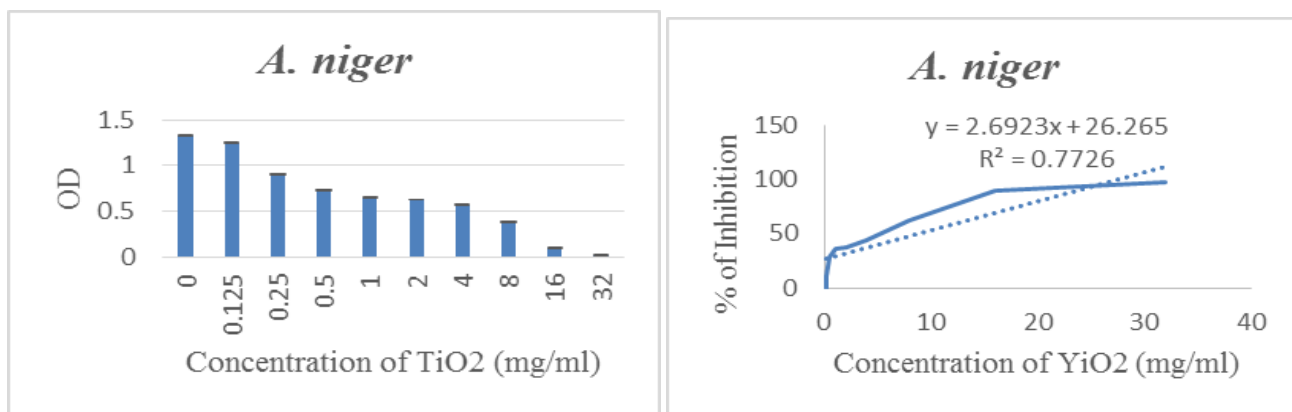 A. niger
1.5
1
0.5
0
OD
0
0.125
0.25
0.5
1
2
4
8
16
32
Concentration of TiO2 (mg/ml)
A. niger
y = 2.6923x + 26.265
R² = 0.7726
150
100
50
0
% of Inhibition
0 10 20 30 40
Concentration of YiO2 (mg/ml)